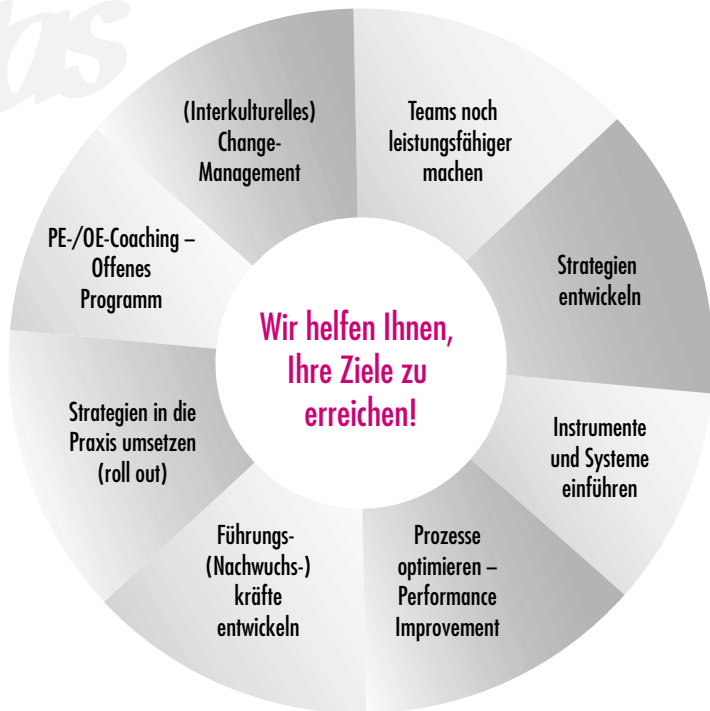 (Interkulturelles)
Change-
Management
Teams noch
leistungsfähiger
machen
Strategien
entwickeln
Instrumente
und Systeme
einführen
Prozesse
optimieren –
Performance
Improvement
Führungs-
(Nachwuchs-)
kräfte
entwickeln
Strategien in die
Praxis umsetzen
(roll out)
PE-/OE-Coaching –
Offenes
Programm
Wir helfen Ihnen,
Ihre Ziele zu
erreichen!